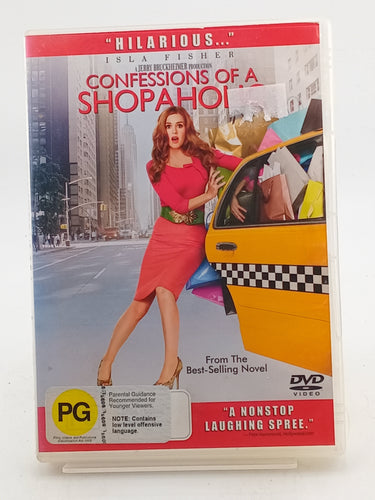 "HILARIOUS..."
ISLA FISHER
A JERRY BRUCKHEIMER PRODUCTION
CONFESSIONS OF A
SHOPAHOLIC
From The
Best-Selling Novel
DVD
VIDEO
PG
Parental Guidance
Recommended for
Younger Viewers.
NOTE: Contains
low level offensive
language.
"A NONSTOP
LAUGHING SPREE."